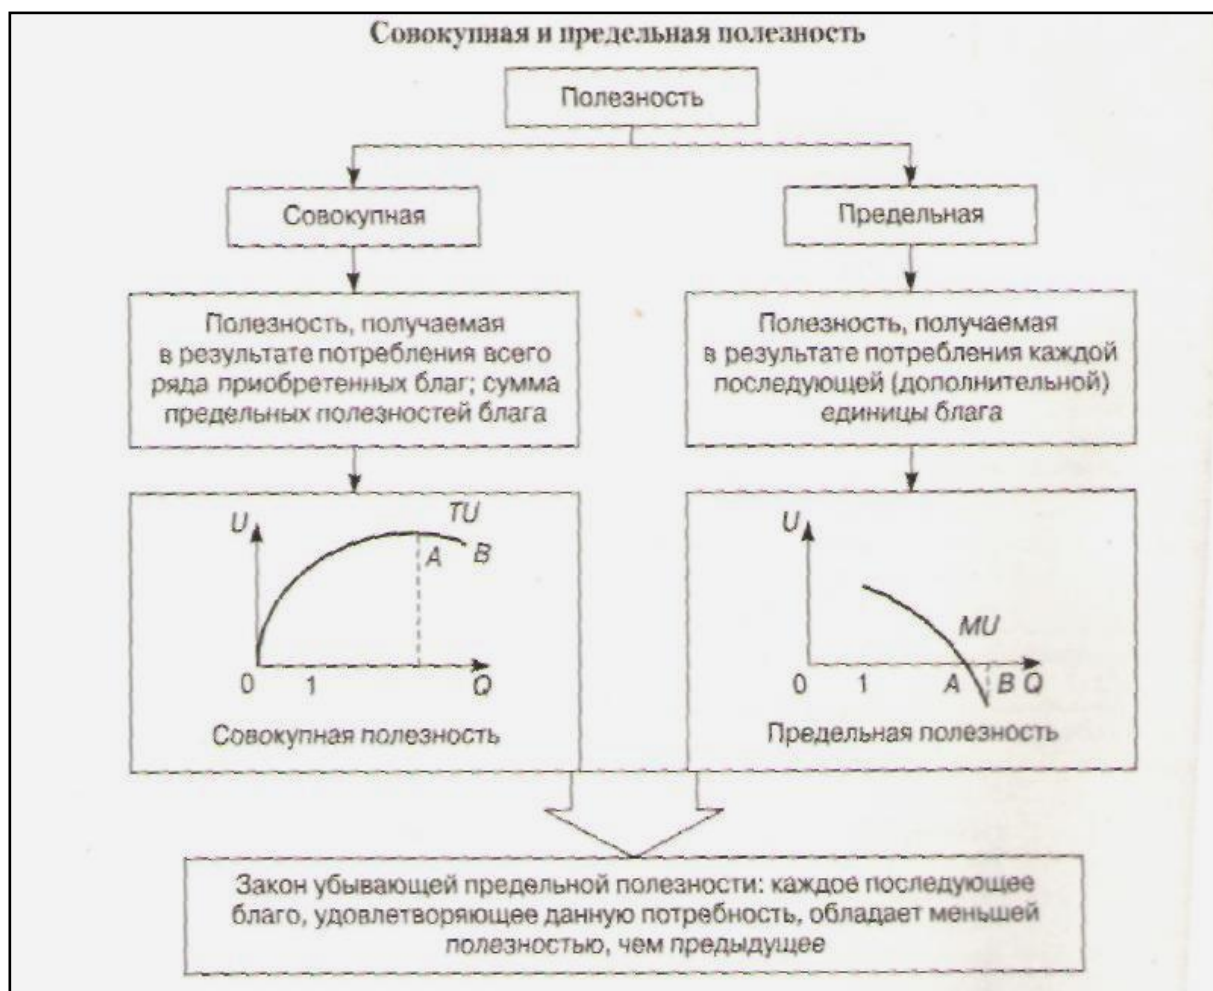 Совокупная и предельная полезность
Полезность
Совокупная
Предельная
Полезность, получаемая
в результате потребления всего
ряда приобретенных благ; сумма
предельных полезностей блага
Полезность, получаемая
в результате потребления каждой
последующей (дополнительной)
единицы блага
U
TU
A
B
0
1
Q
Совокупная полезность
U
MU
0
1
A
B
Q
Предельная полезность
Закон убывающей предельной полезности: каждое последующее
благо, удовлетворяющее данную потребность, обладает меньшей
полезностью, чем предыдущее